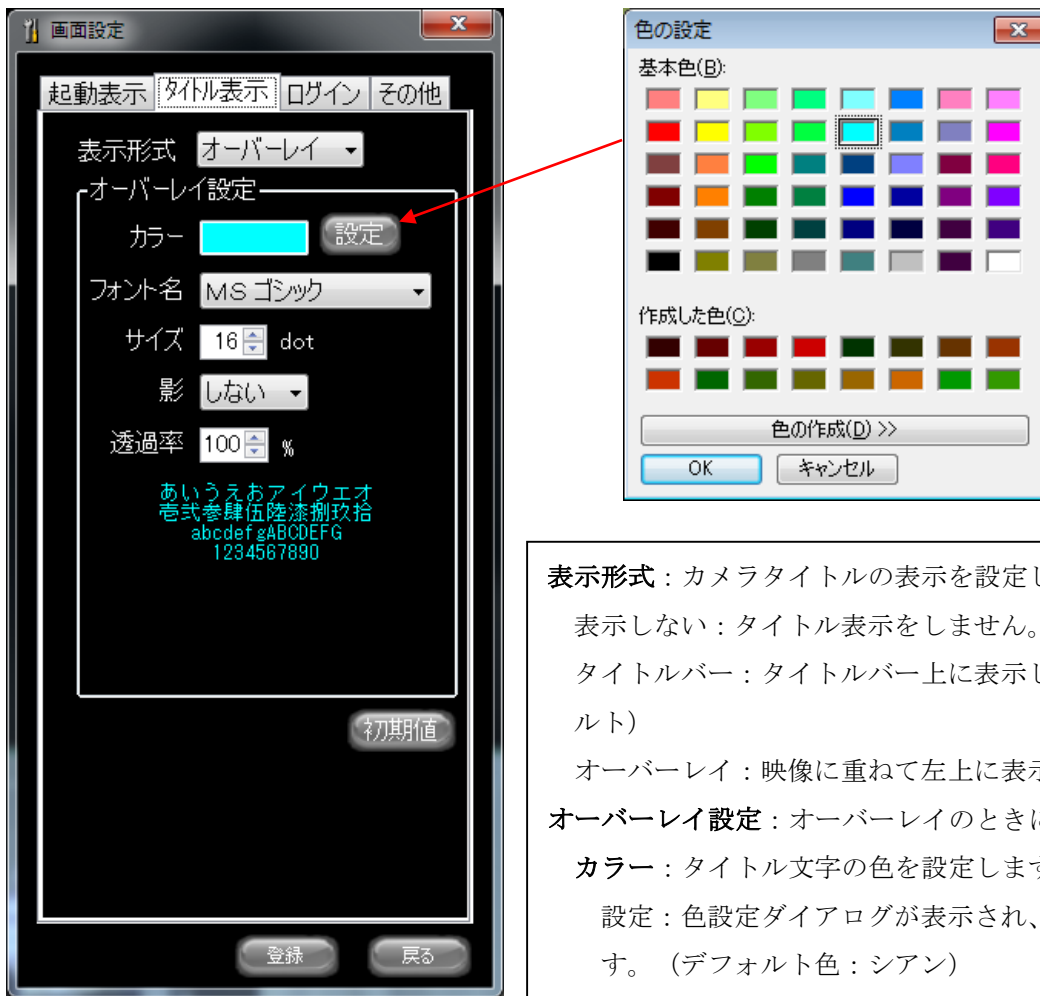 画面設定
起動表示 タイトル表示 ログイン その他
表示形式 オーバーレイ
オーバーレイ設定
カラー 設定
フォント名 ＭＳ ゴシック
サイズ 16 dot
影 しない
透過率 100 %
あいうえおアイウエオ
壱弐参肆伍陸漆捌玖拾
abcdefgABCDEFG
1234567890
初期値
登録 戻る
色の設定
基本色(B):
作成した色(C):
色の作成(D) >>
OK キャンセル
表示形式：カメラタイトルの表示を設定し
表示しない：タイトル表示をしません。
タイトルバー：タイトルバー上に表示し
ルト）
オーバーレイ：映像に重ねて左上に表示
オーバーレイ設定：オーバーレイのときに
カラー：タイトル文字の色を設定します
設定：色設定ダイアログが表示され、
す。（デフォルト色：シアン）